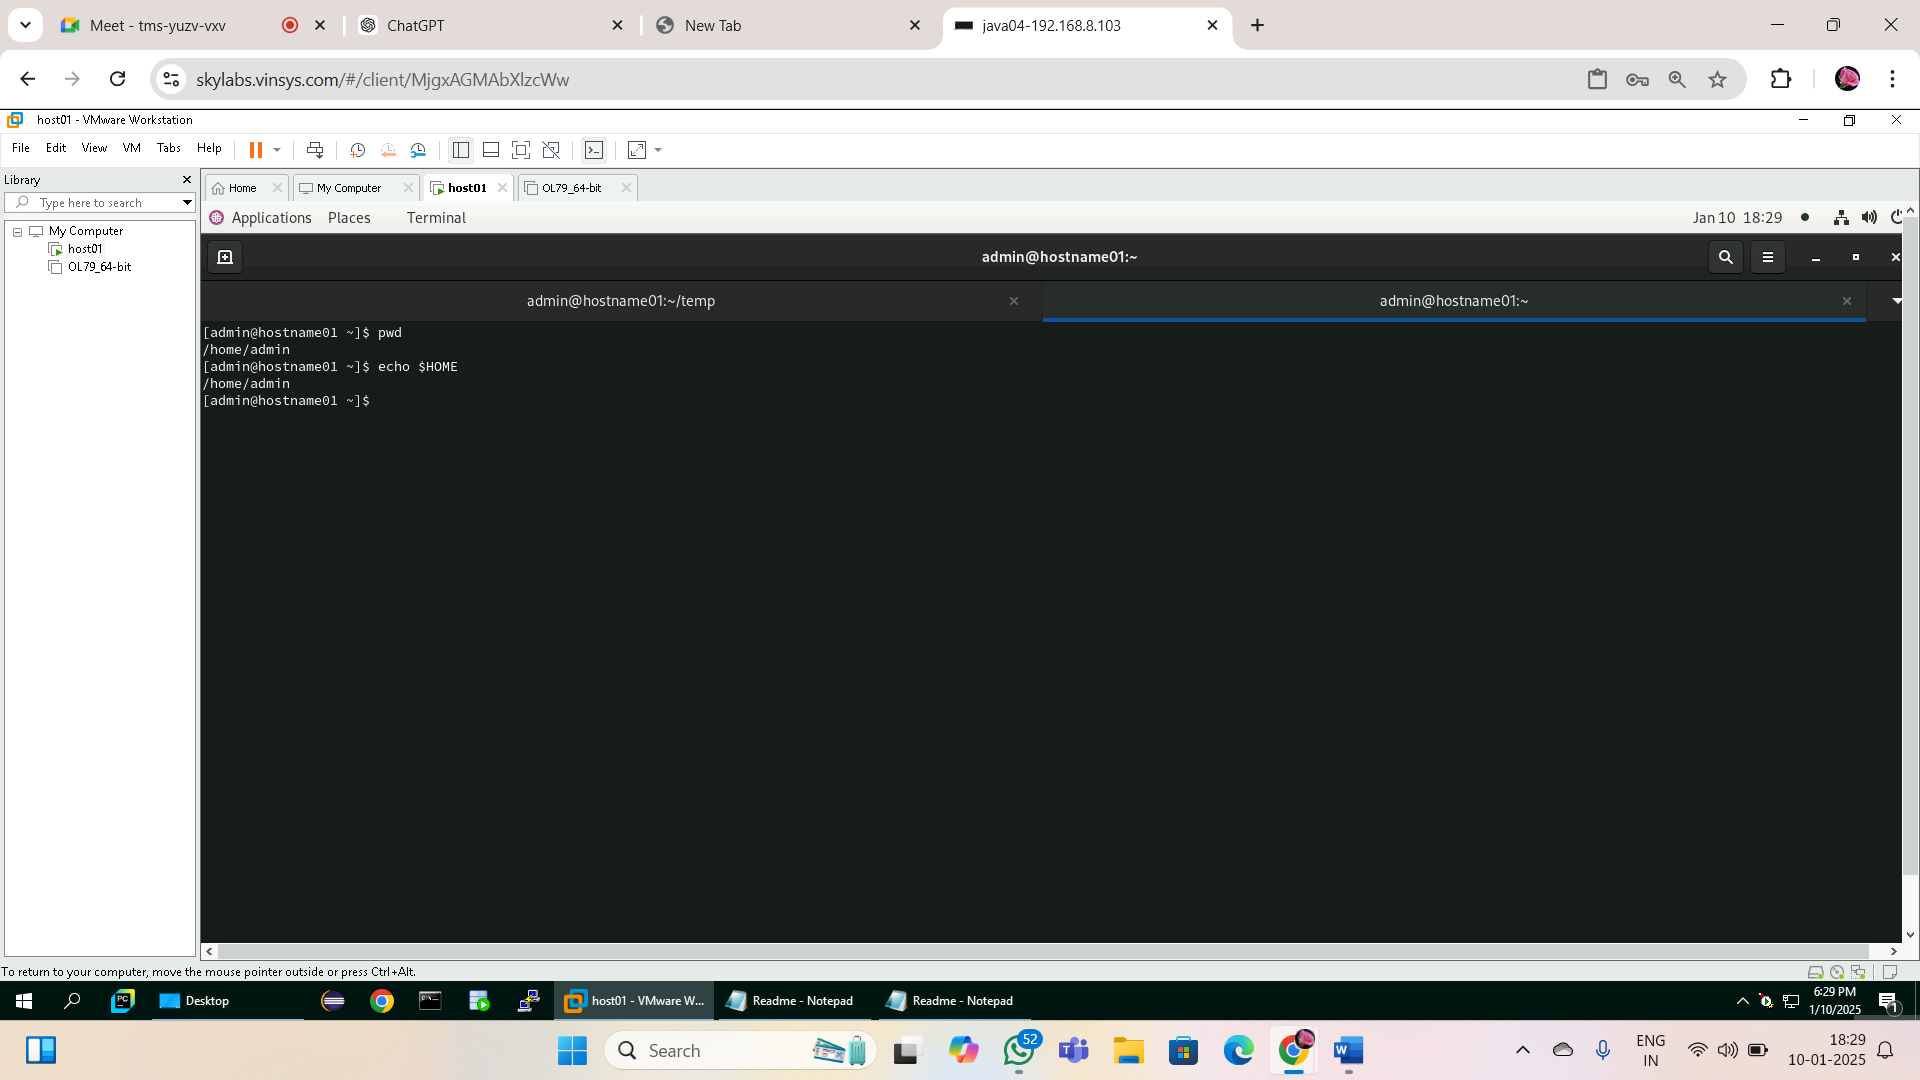 Meet - tms-yuzv-vxv
ChatGPT
New Tab
java04-192.168.8.103
skylabs.vinsys.com/#/client/MjgxAGMAbXlzcWw
host01 - VMware Workstation
File Edit View VM Tabs Help
Library
Type here to search
My Computer
host01
OL79_64-bit
Home
My Computer
host01
OL79_64-bit
Applications Places Terminal
Jan 10 18:29
admin@hostname01:~
admin@hostname01:~/temp
admin@hostname01:~
[admin@hostname01 ~]$ pwd
/home/admin
[admin@hostname01 ~]$ echo $HOME
/home/admin
[admin@hostname01 ~]$
To return to your computer, move the mouse pointer outside or press Ctrl+Alt.
PC
Desktop
host01 - VMware W...
Readme - Notepad
Readme - Notepad
6:29 PM
1/10/2025
1
Search
52
ENG
IN
18:29
10-01-2025